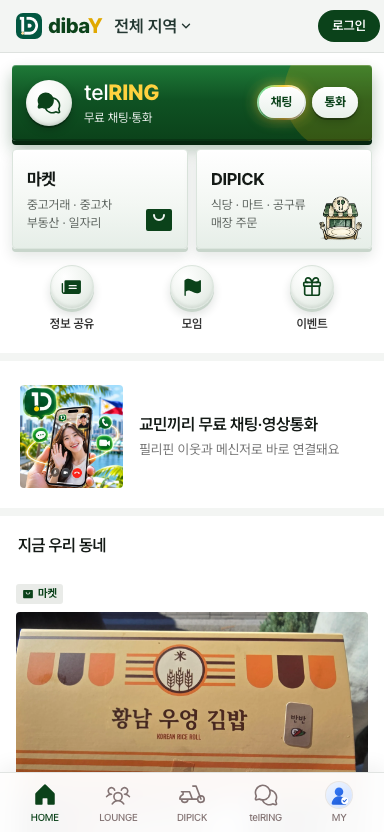 dibaY 전체 지역
로그인
telRING
무료 채팅·통화
채팅
통화
마켓
중고거래 · 중고차
부동산 · 일자리
DIPICK
식당 · 마트 · 공구류
매장 주문
정보 공유
모임
이벤트
교민끼리 무료 채팅·영상통화
필리핀 이웃과 메신저로 바로 연결돼요
지금 우리 동네
마켓
황남 우엉 김밥
KOREAN RICE ROLL
반반
HOME
LOUNGE
DIPICK
telRING
MY